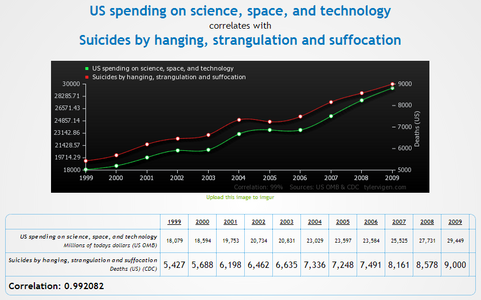 US spending on science, space, and technology
correlates with
Suicides by hanging, strangulation and suffocation
US spending on science, space, and technology
Suicides by hanging, strangulation and suffocation
30000 9000
28285.71 8000
26571.43
24857.14 7000
23142.86
21428.57 6000
19714.29
18000 5000
Deaths (US)
1999 2000 2001 2002 2003 2004 2005 2006 2007 2008 2009
Correlation: 99% Sources: US OMB & CDC tylervigen.com
Upload this image to imgur
1999 2000 2001 2002 2003 2004 2005 2006 2007 2008 2009
US spending on science, space, and technology
Millions of todays dollars (US OMB)
18,079 18,594 19,753 20,734 20,831 23,029 23,597 23,584 25,525 27,731 29,449
Suicides by hanging, strangulation and suffocation
Deaths (US) (CDC)
5,427 5,688 6,198 6,462 6,635 7,336 7,248 7,491 8,161 8,578 9,000
Correlation: 0.992082